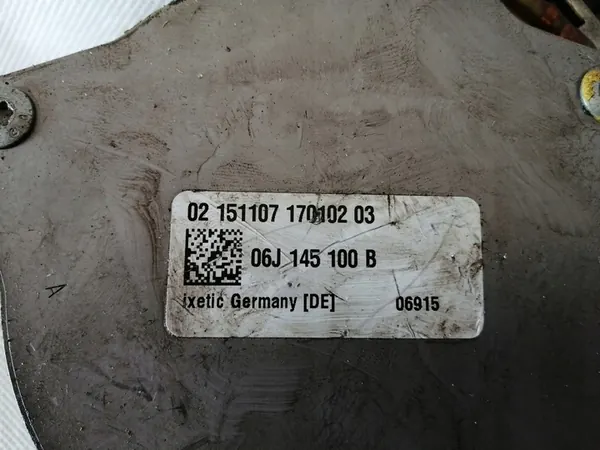 02 151107 170102 03
06J 145 100 B
ixetic Germany [DE] 06915
A